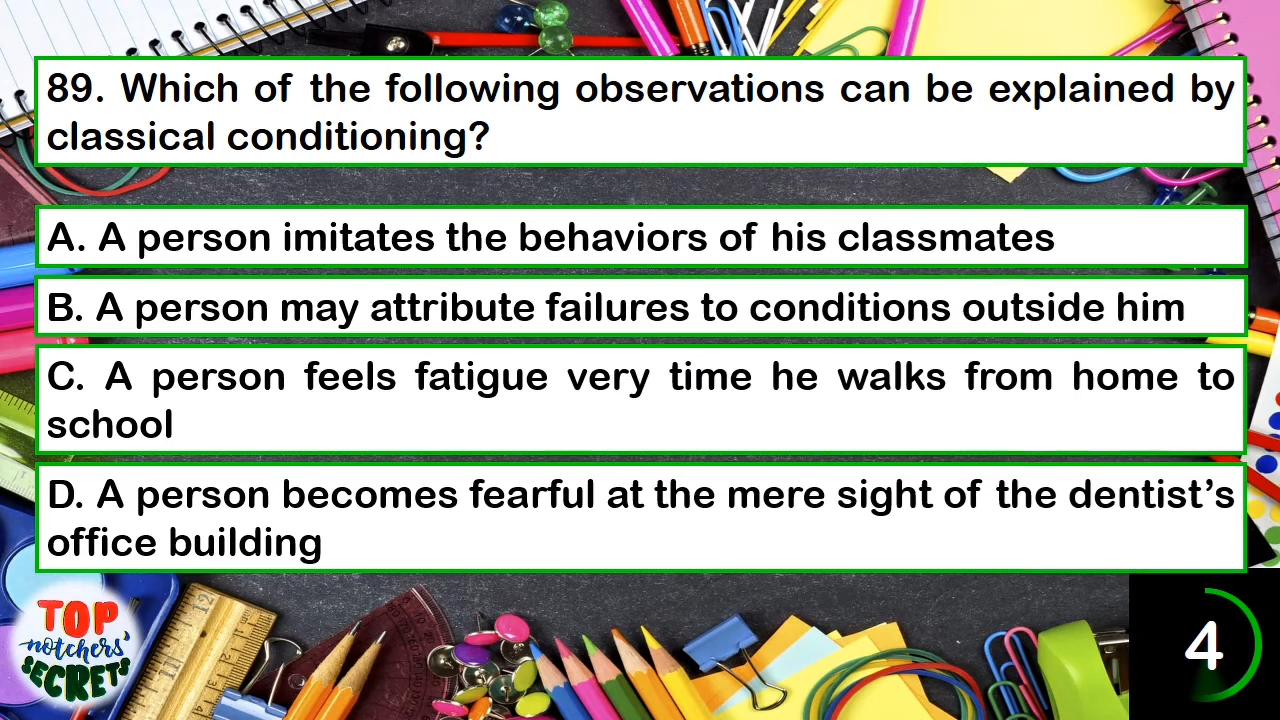 89. Which of the following observations can be explained by
classical conditioning?
A. A person imitates the behaviors of his classmates
B. A person may attribute failures to conditions outside him
C. A person feels fatigue very time he walks from home to
school
D. A person becomes fearful at the mere sight of the dentist's
office building
TOP
notchers'
SECRETS
12
11
4